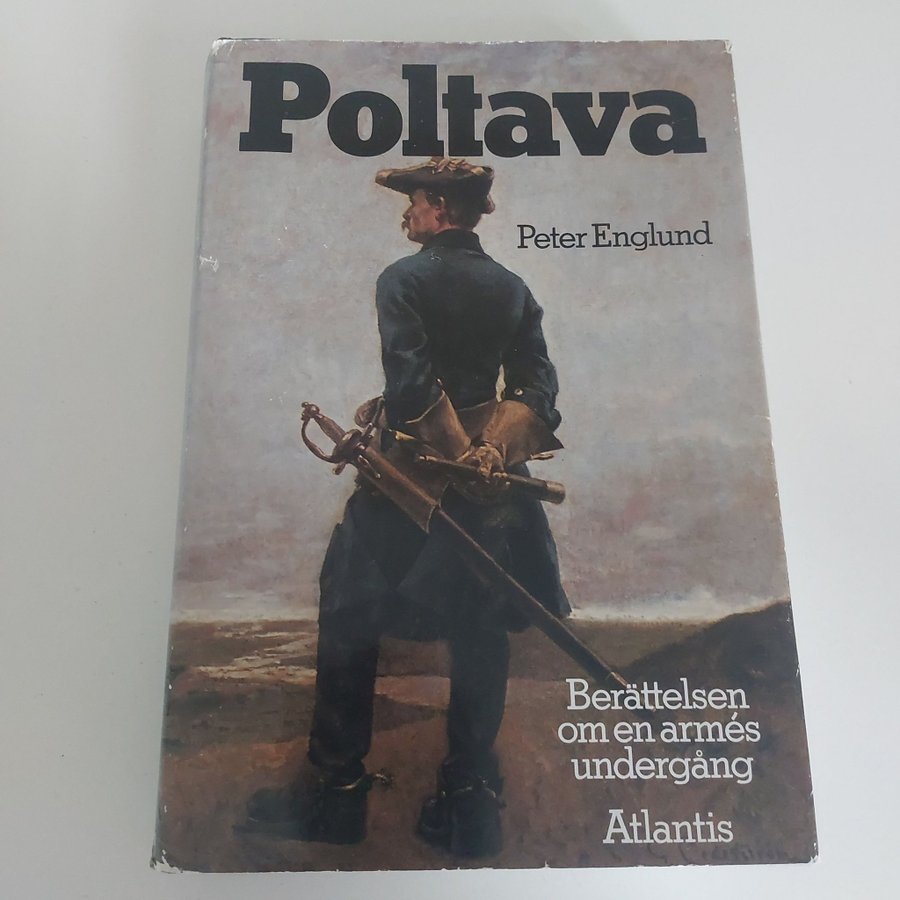 Poltava
Peter Englund
Berättelsen
om en armés
undergång
Atlantis